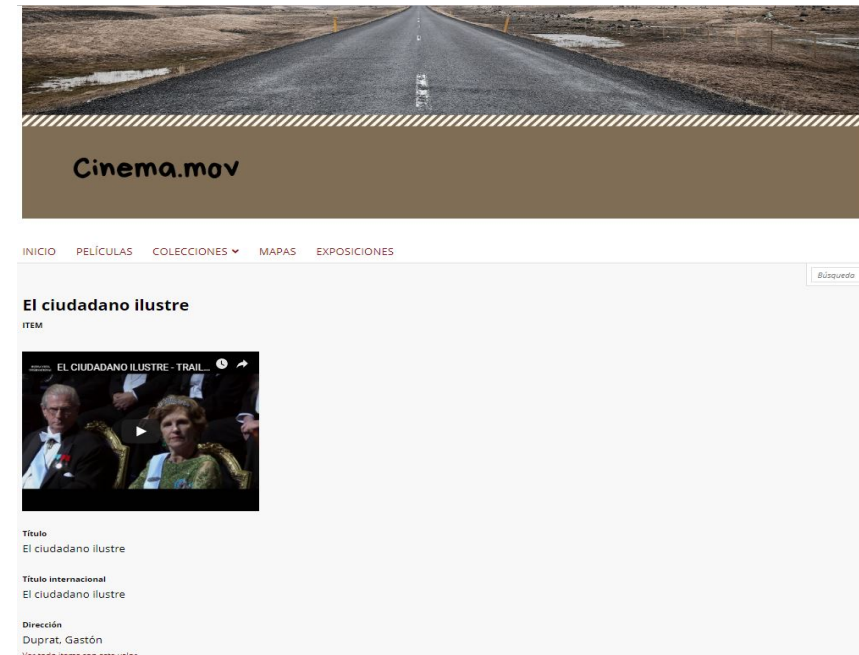 Cinema.mov
INICIO PELÍCULAS COLECCIONES MAPAS EXPOSICIONES
Búsqueda
El ciudadano ilustre
ITEM
EL CIUDADANO ILUSTRE - TRAIL...
Título
El ciudadano ilustre
Título internacional
El ciudadano ilustre
Dirección
Duprat, Gastón